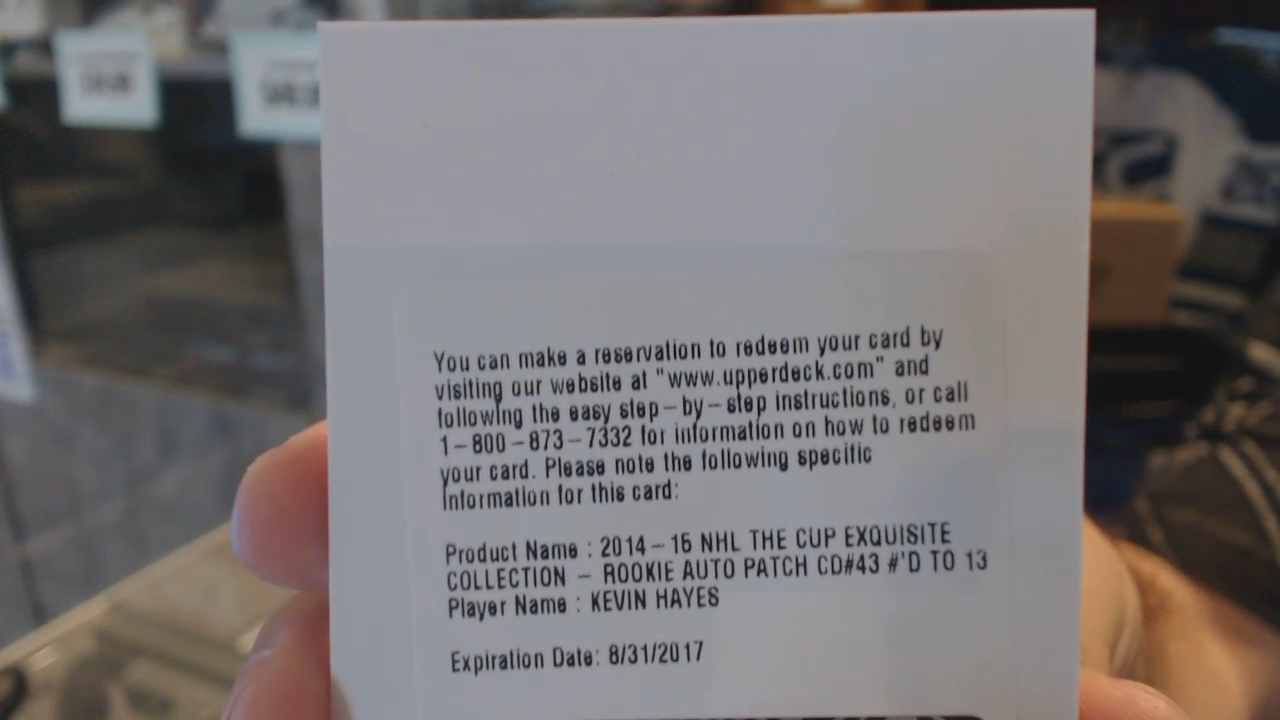 You can make a reservation to redeem your card by
visiting our website at "www.upperdeck.com" and
following the easy step-by-step instructions, or call
1-800-873-7332 for information on how to redeem
your card. Please note the following specific
information for this card:
Product Name : 2014-15 NHL THE CUP EXQUISITE
COLLECTION - ROOKIE AUTO PATCH CD#43 #'D TO 13
Player Name : KEVIN HAYES
Expiration Date: 8/31/2017